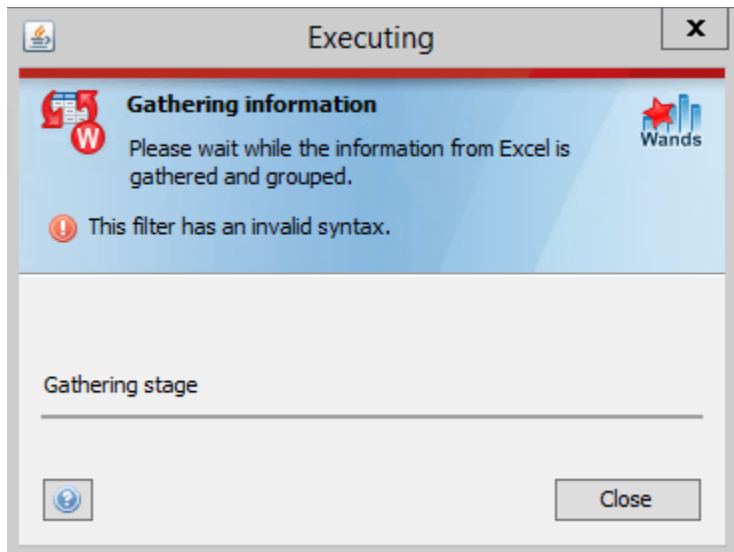 Executing
x
Gathering information
Please wait while the information from Excel is
gathered and grouped.
W
Wands
This filter has an invalid syntax.
Gathering stage
Close